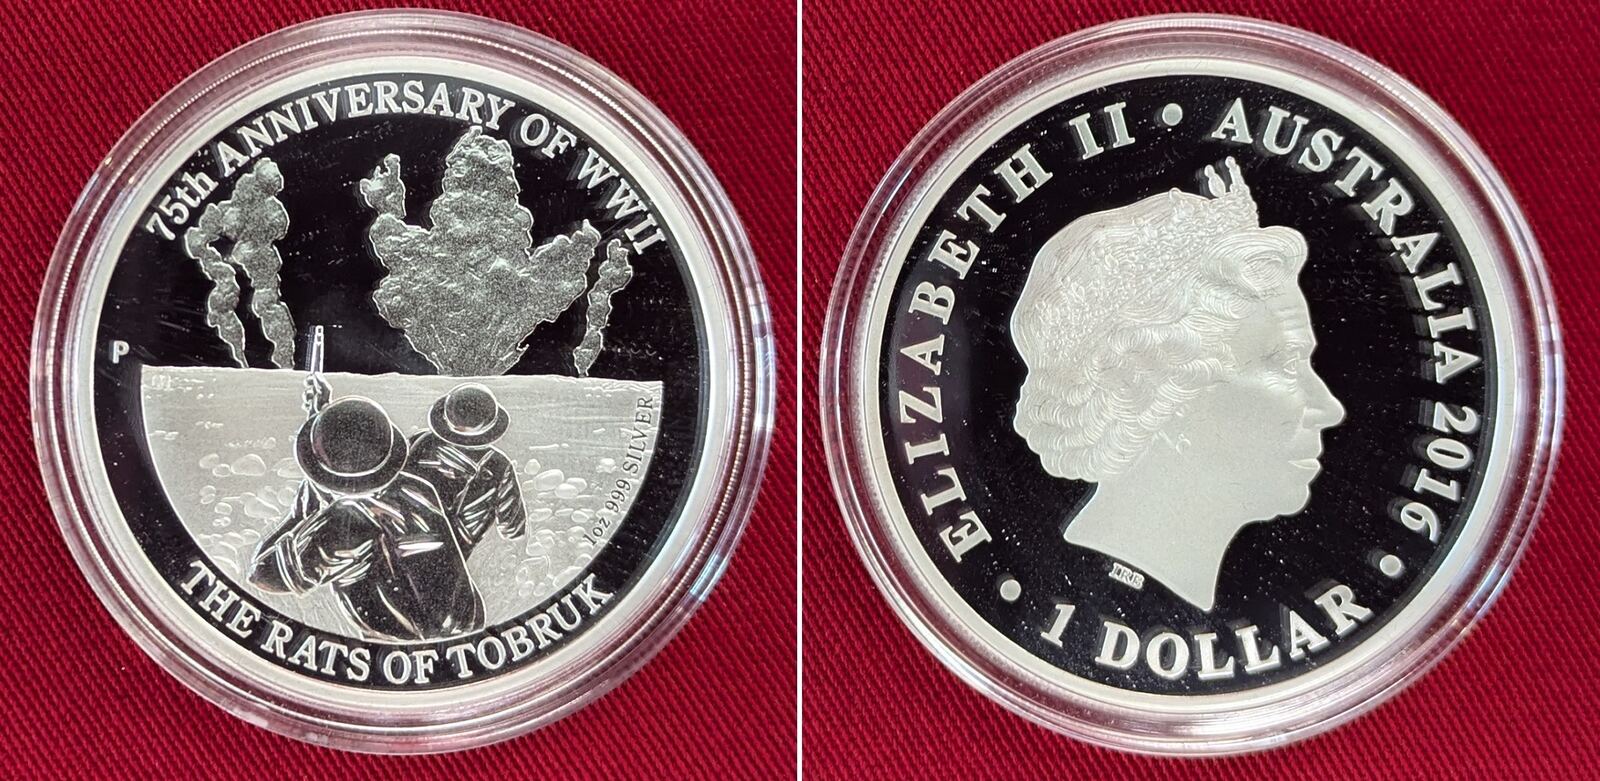 75th ANNIVERSARY OF WWII
P
1oz 999 SILVER
THE RATS OF TOBRUK
ELIZABETH II • AUSTRALIA 2016 •
IRB
• 1 DOLLAR